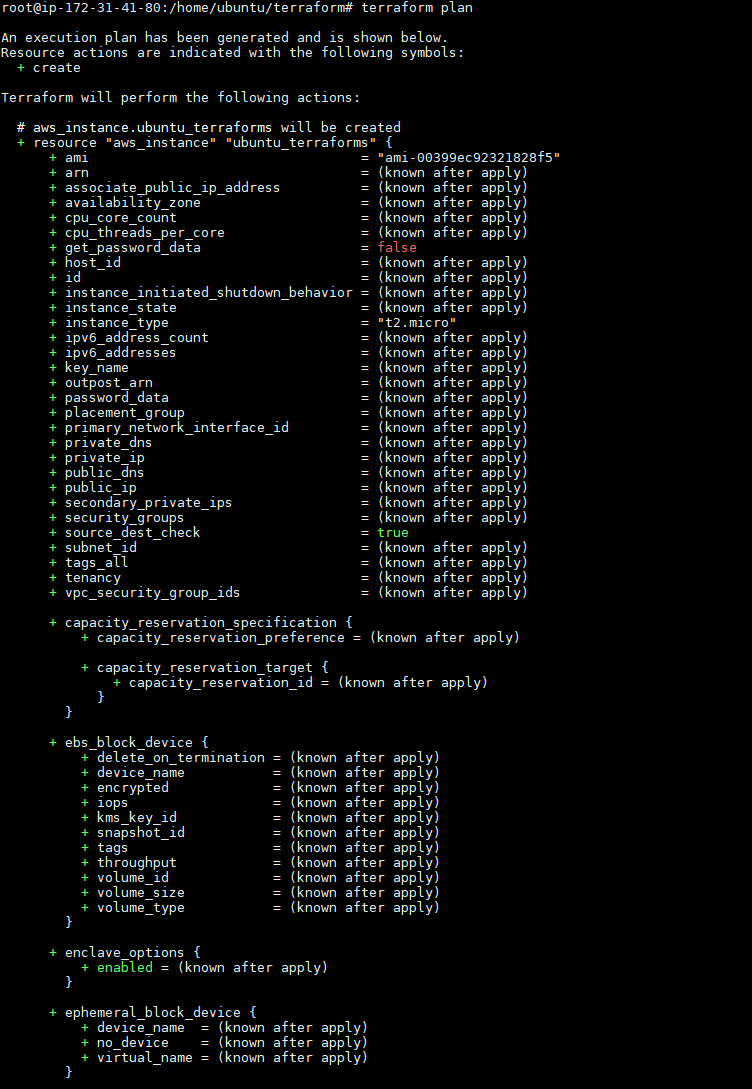 root@ip-172-31-41-80:/home/ubuntu/terraform# terraform plan
An execution plan has been generated and is shown below.
Resource actions are indicated with the following symbols:
  + create
Terraform will perform the following actions:
  # aws_instance.ubuntu_terraforms will be created
  + resource "aws_instance" "ubuntu_terraforms" {
      + ami                                  = "ami-00399ec92321828f5"
      + arn                                  = (known after apply)
      + associate_public_ip_address          = (known after apply)
      + availability_zone                    = (known after apply)
      + cpu_core_count                       = (known after apply)
      + cpu_threads_per_core                 = (known after apply)
      + get_password_data                    = false
      + host_id                              = (known after apply)
      + id                                   = (known after apply)
      + instance_initiated_shutdown_behavior = (known after apply)
      + instance_state                       = (known after apply)
      + instance_type                        = "t2.micro"
      + ipv6_address_count                   = (known after apply)
      + ipv6_addresses                       = (known after apply)
      + key_name                             = (known after apply)
      + outpost_arn                          = (known after apply)
      + password_data                        = (known after apply)
      + placement_group                      = (known after apply)
      + primary_network_interface_id         = (known after apply)
      + private_dns                          = (known after apply)
      + private_ip                           = (known after apply)
      + public_dns                           = (known after apply)
      + public_ip                            = (known after apply)
      + secondary_private_ips                = (known after apply)
      + security_groups                      = (known after apply)
      + source_dest_check                    = true
      + subnet_id                            = (known after apply)
      + tags_all                             = (known after apply)
      + tenancy                              = (known after apply)
      + vpc_security_group_ids               = (known after apply)
      + capacity_reservation_specification {
          + capacity_reservation_preference = (known after apply)
          + capacity_reservation_target {
              + capacity_reservation_id = (known after apply)
            }
        }
      + ebs_block_device {
          + delete_on_termination = (known after apply)
          + device_name           = (known after apply)
          + encrypted             = (known after apply)
          + iops                  = (known after apply)
          + kms_key_id            = (known after apply)
          + snapshot_id           = (known after apply)
          + tags                  = (known after apply)
          + throughput            = (known after apply)
          + volume_id             = (known after apply)
          + volume_size           = (known after apply)
          + volume_type           = (known after apply)
        }
      + enclave_options {
          + enabled = (known after apply)
        }
      + ephemeral_block_device {
          + device_name  = (known after apply)
          + no_device    = (known after apply)
          + virtual_name = (known after apply)
        }